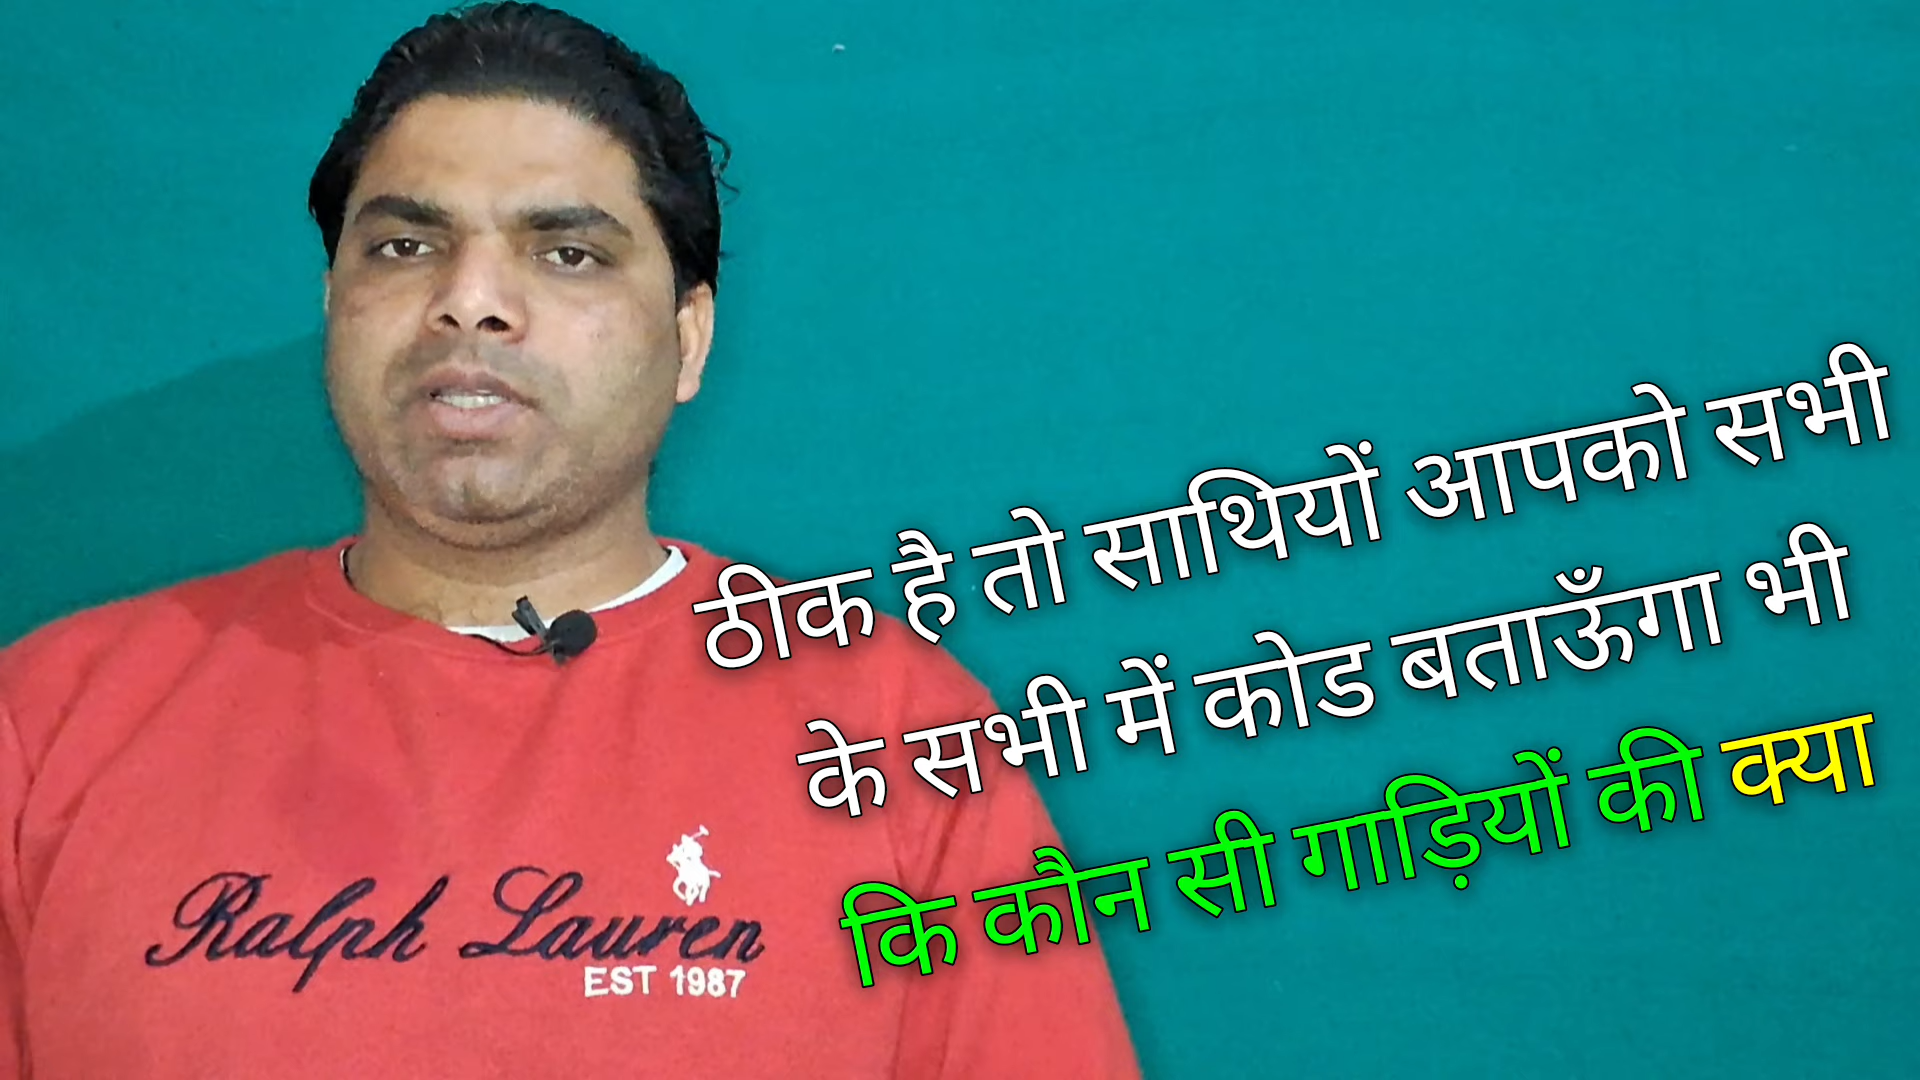 ठीक है तो साथियों आपको सभी
के सभी में कोड बताऊँगा भी
कि कौन सी गाड़ियों की क्या
Ralph Lauren
EST 1987